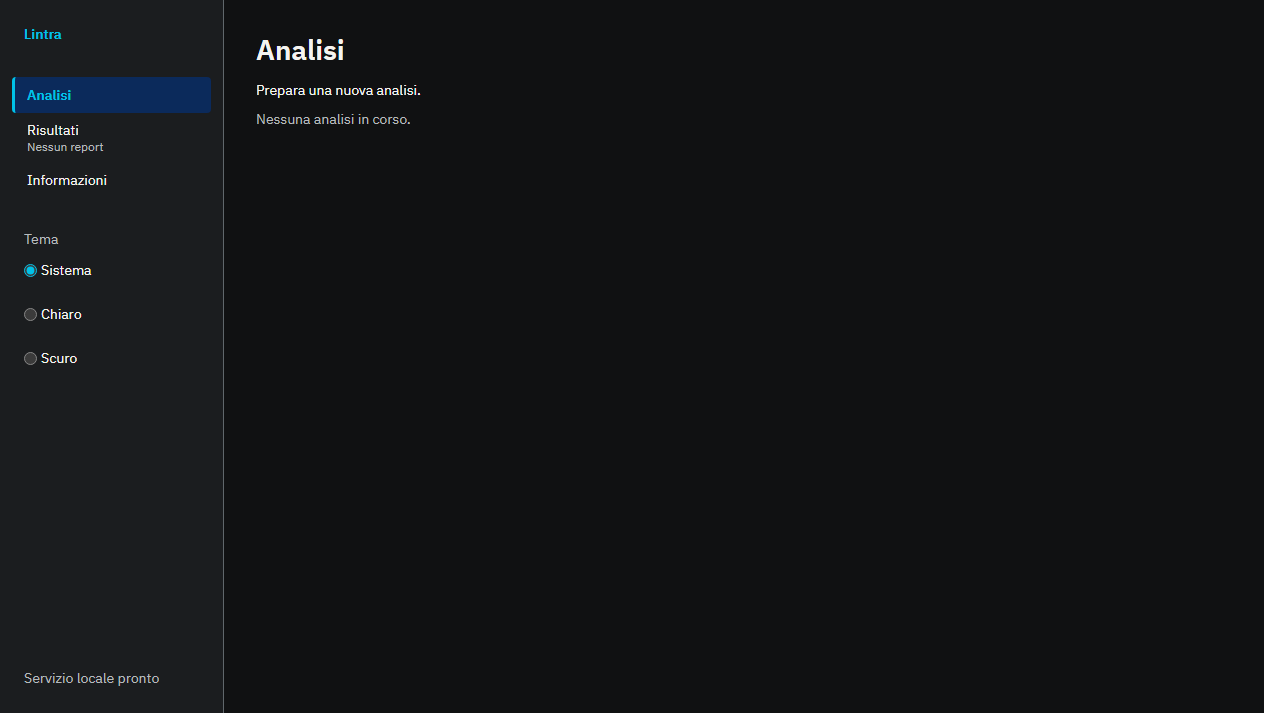 Lintra
Analisi
Risultati
Nessun report
Informazioni
Tema
Sistema
Chiaro
Scuro
Servizio locale pronto
Analisi
Prepara una nuova analisi.
Nessuna analisi in corso.